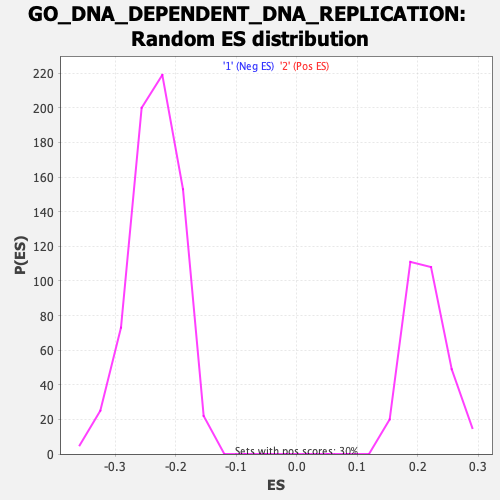 GO_DNA_DEPENDENT_DNA_REPLICATION:
Random ES distribution
'1' (Neg ES) '2' (Pos ES)
220
200
180
160
140
120
100
80
60
40
20
0
P(ES)
Sets with pos scores: 30%
-0.3 -0.2 -0.1 0.0 0.1 0.2 0.3
ES